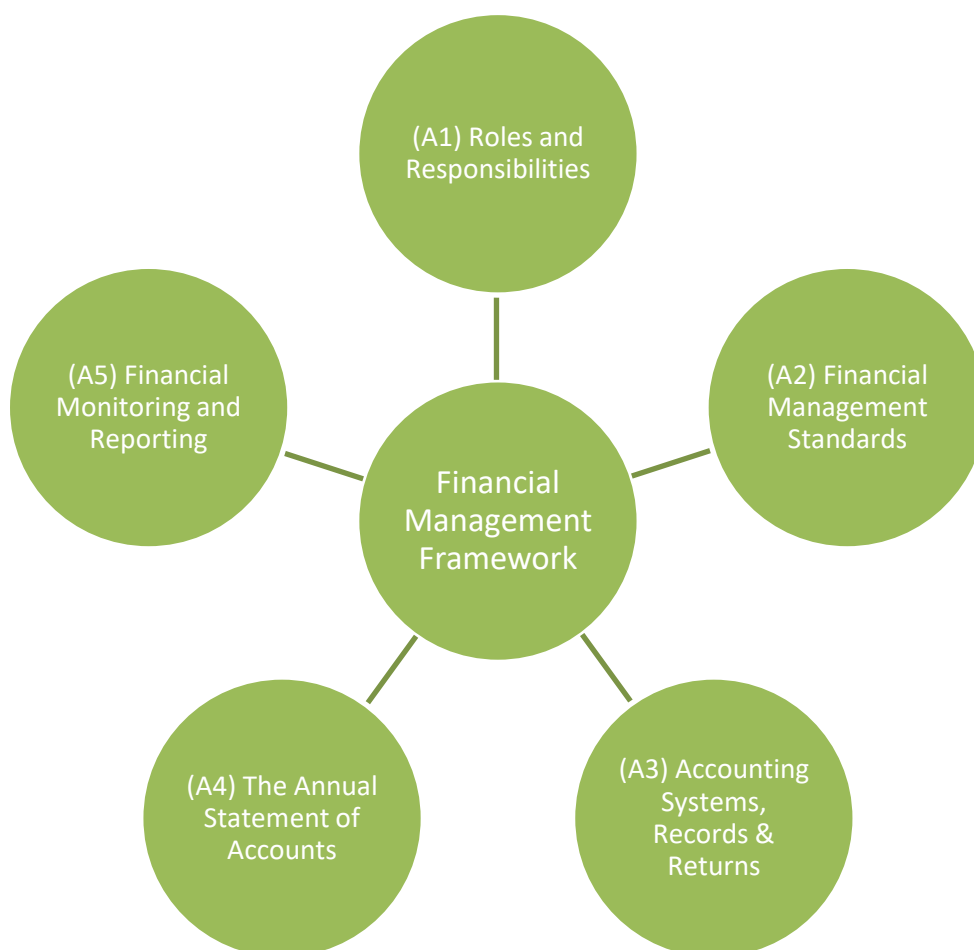 (A1) Roles and
Responsibilities
(A5) Financial
Monitoring and
Reporting
(A2) Financial
Management
Standards
Financial
Management
Framework
(A4) The Annual
Statement of
Accounts
(A3) Accounting
Systems,
Records &
Returns